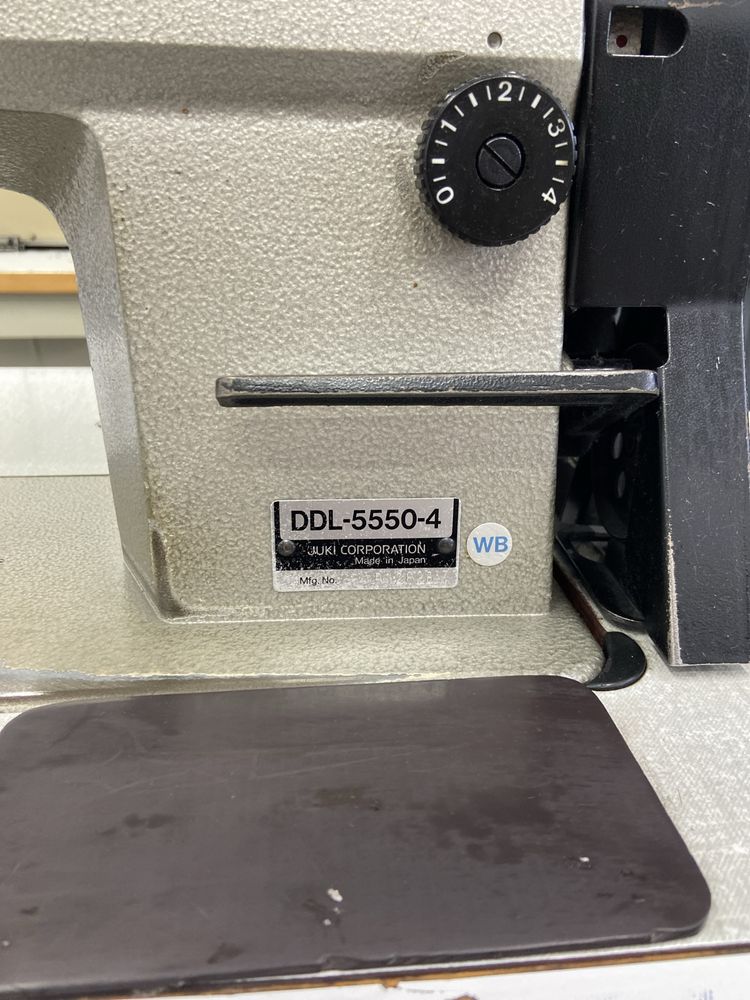 0 1 2 3 4
DDL-5550-4
JUKI CORPORATION
Made in Japan
Mfg. No.
WB